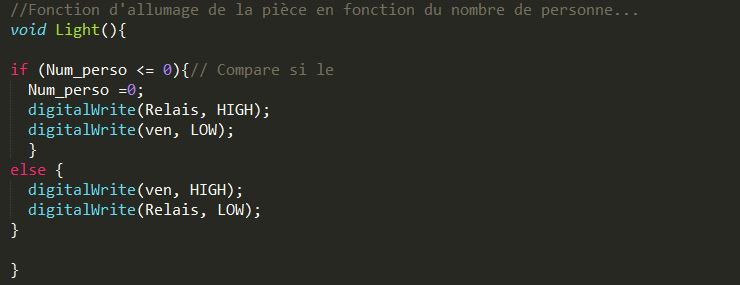 //Fonction d'allumage de la pièce en fonction du nombre de personne...
void Light(){
if (Num_perso <= 0){// Compare si le
Num_perso =0;
digitalWrite(Relais, HIGH);
digitalWrite(ven, LOW);
}
else {
digitalWrite(ven, HIGH);
digitalWrite(Relais, LOW);
}
}